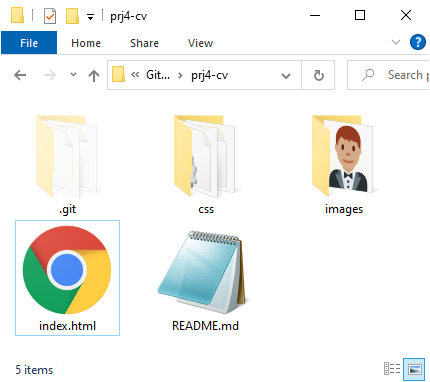 prj4-cv
File Home Share View
Git... prj4-cv Search p
.git css images
index.html README.md
5 items